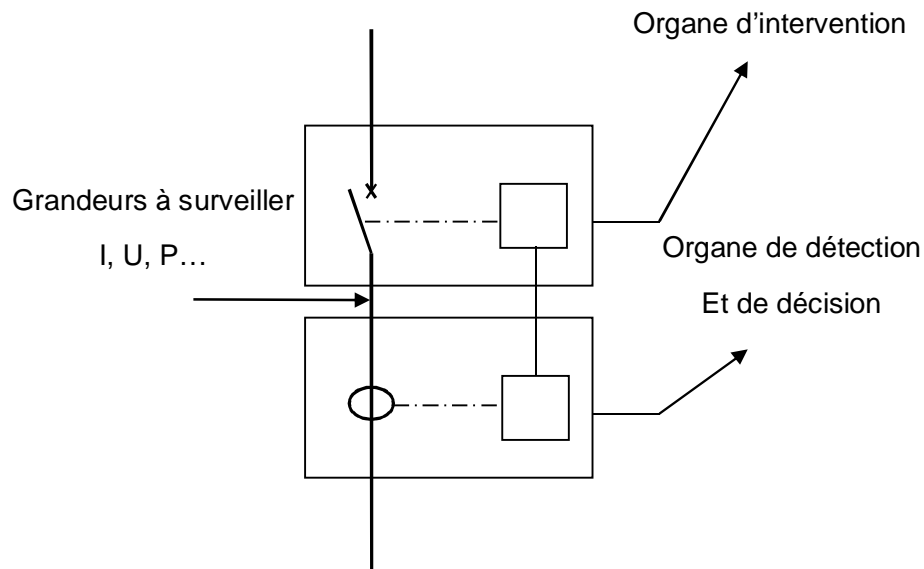 Organe d'intervention
Grandeurs à surveiller
I, U, P…
Organe de détection
Et de décision